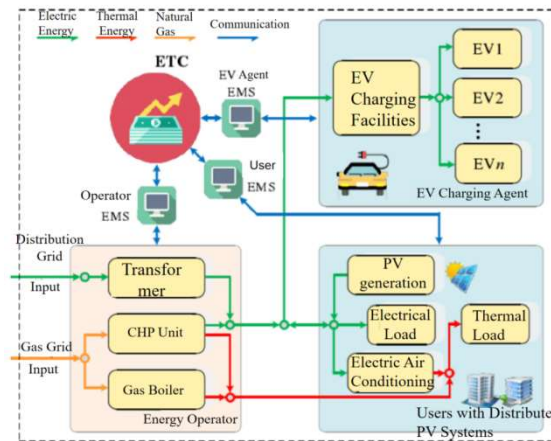 Electric
Energy
Thermal
Energy
Natural
Gas
Communication
ETC
EV Agent
EMS
User
EMS
Operator
EMS
EV
Charging
Facilities
EV1
EV2
EVn
EV Charging Agent
Distribution
Grid
Input
Transfor
mer
CHP Unit
Gas Boiler
Energy Operator
Gas Grid
Input
PV
generation
Electrical
Load
Thermal
Load
Electric Air
Conditioning
Users with Distribute
PV Systems